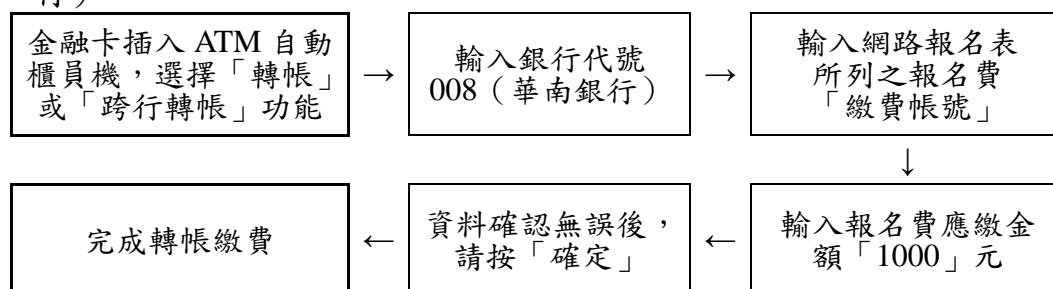 金融卡插入 ATM 自動
櫃員機，選擇「轉帳」
或「跨行轉帳」功能
→
輸入銀行代號
008（華南銀行）
→
輸入網路報名表
所列之報名費
「繳費帳號」
↓
輸入報名費應繳金
額「1000」元
←
資料確認無誤後，
請按「確定」
←
完成轉帳繳費